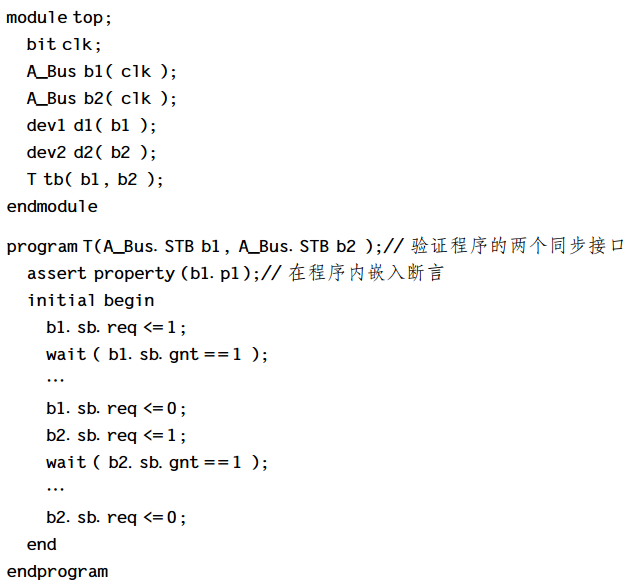 module top;
bit clk;
A_Bus b1( clk );
A_Bus b2( clk );
dev1 d1( b1 );
dev2 d2( b2 );
T tb( b1, b2 );
endmodule
program T(A_Bus. STB b1, A_Bus. STB b2 );// 验证程序的两个同步接口
assert property (b1. p1);// 在程序内嵌入断言
initial begin
b1. sb. req <=1;
wait ( b1. sb. gnt ==1 );
…
b1. sb. req <=0;
b2. sb. req <=1;
wait ( b2. sb. gnt ==1 );
…
b2. sb. req <=0;
end
endprogram